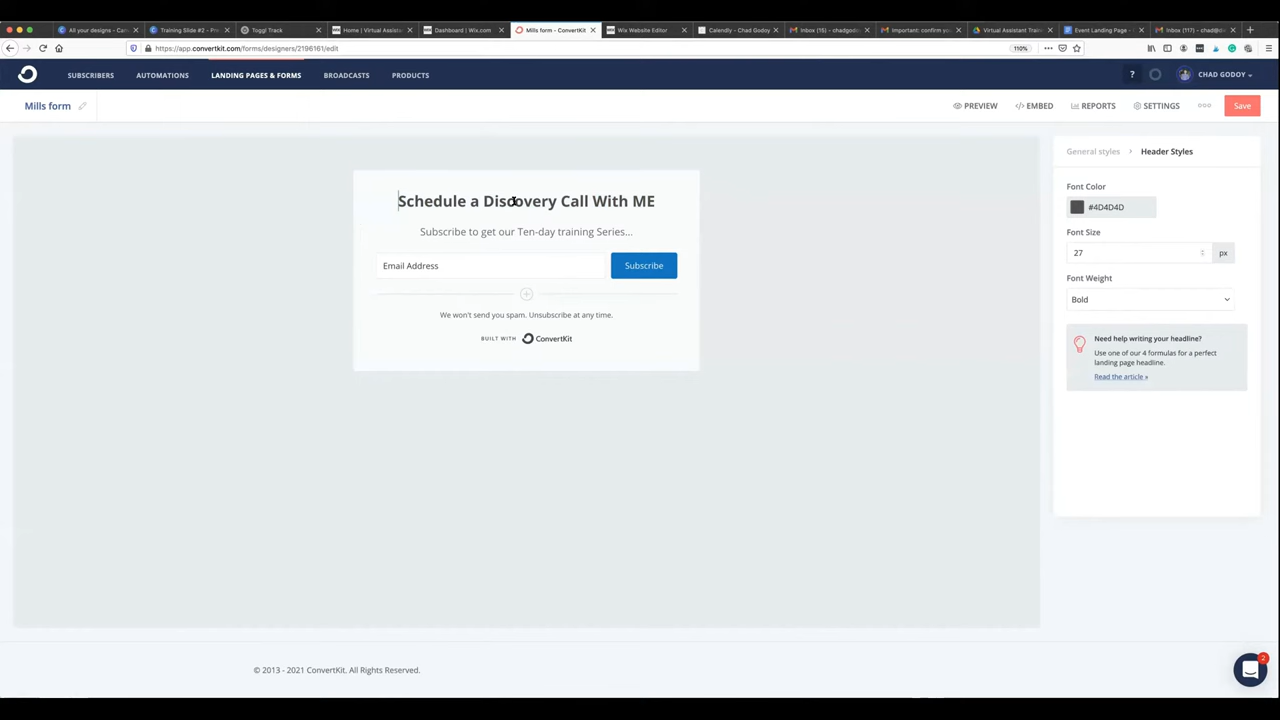 All your designs - Can
Training Slide #2 - Pre
Toggl Track
Home | Virtual Assista
Dashboard | Wix.com
Mills form - ConvertKit
Wix Website Editor
Calendly - Chad Godoy
Inbox (15) - chadgodo
Important: confirm you
Virtual Assistant Train
Event Landing Page -
Inbox (117) - chad@d
https://app.convertkit.com/forms/designers/2196161/edit
110%
SUBSCRIBERS
AUTOMATIONS
LANDING PAGES & FORMS
BROADCASTS
PRODUCTS
?
CHAD GODOY
Mills form
PREVIEW
</> EMBED
REPORTS
SETTINGS
Save
General styles > Header Styles
Schedule a Discovery Call With ME
Subscribe to get our Ten-day training Series...
Email Address
Subscribe
We won't send you spam. Unsubscribe at any time.
BUILT WITH ConvertKit
Font Color
#4D4D4D
Font Size
27
px
Font Weight
Bold
Need help writing your headline?
Use one of our 4 formulas for a perfect
landing page headline.
Read the article »
© 2013 - 2021 ConvertKit. All Rights Reserved.
2